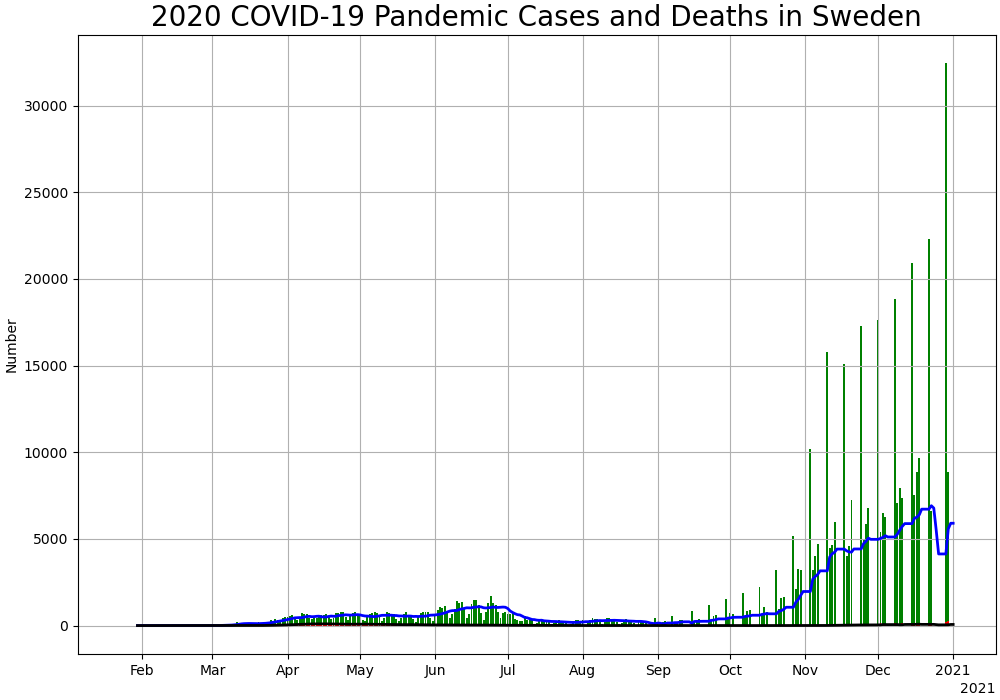 2020 COVID-19 Pandemic Cases and Deaths in Sweden
Number
30000
25000
20000
15000
10000
5000
0
Feb Mar Apr May Jun Jul Aug Sep Oct Nov Dec 2021
2021